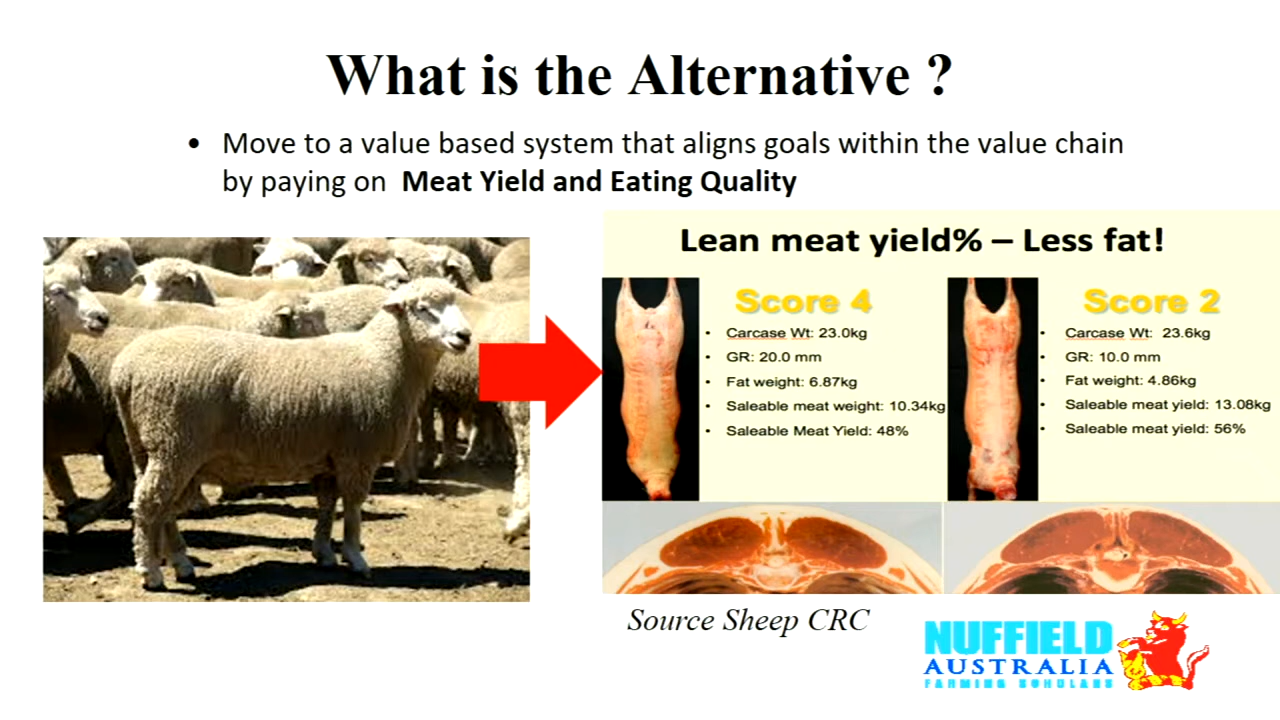 What is the Alternative ?
• Move to a value based system that aligns goals within the value chain
by paying on Meat Yield and Eating Quality
Lean meat yield% – Less fat!
Score 4
• Carcase Wt: 23.0kg
• GR: 20.0 mm
• Fat weight: 6.87kg
• Saleable meat weight: 10.34kg
• Saleable Meat Yield: 48%
Score 2
• Carcase Wt: 23.6kg
• GR: 10.0 mm
• Fat weight: 4.86kg
• Saleable meat yield: 13.08kg
• Saleable meat yield: 56%
Source Sheep CRC
NUFFIELD
AUSTRALIA
FARMING SCHOLARS